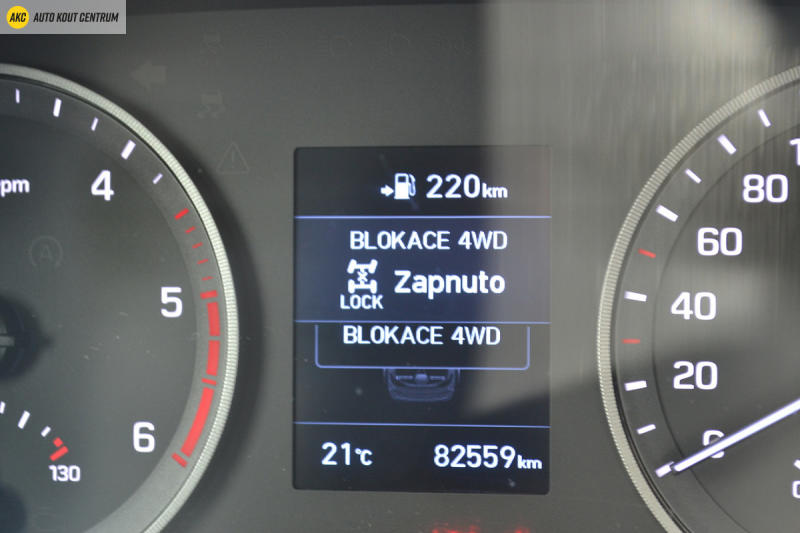 AKC AUTO KOUT CENTRUM
220km
BLOKACE 4WD
Zapnuto
LOCK
BLOKACE 4WD
21°C 82559km
4
5
6
130
80
60
40
20
0